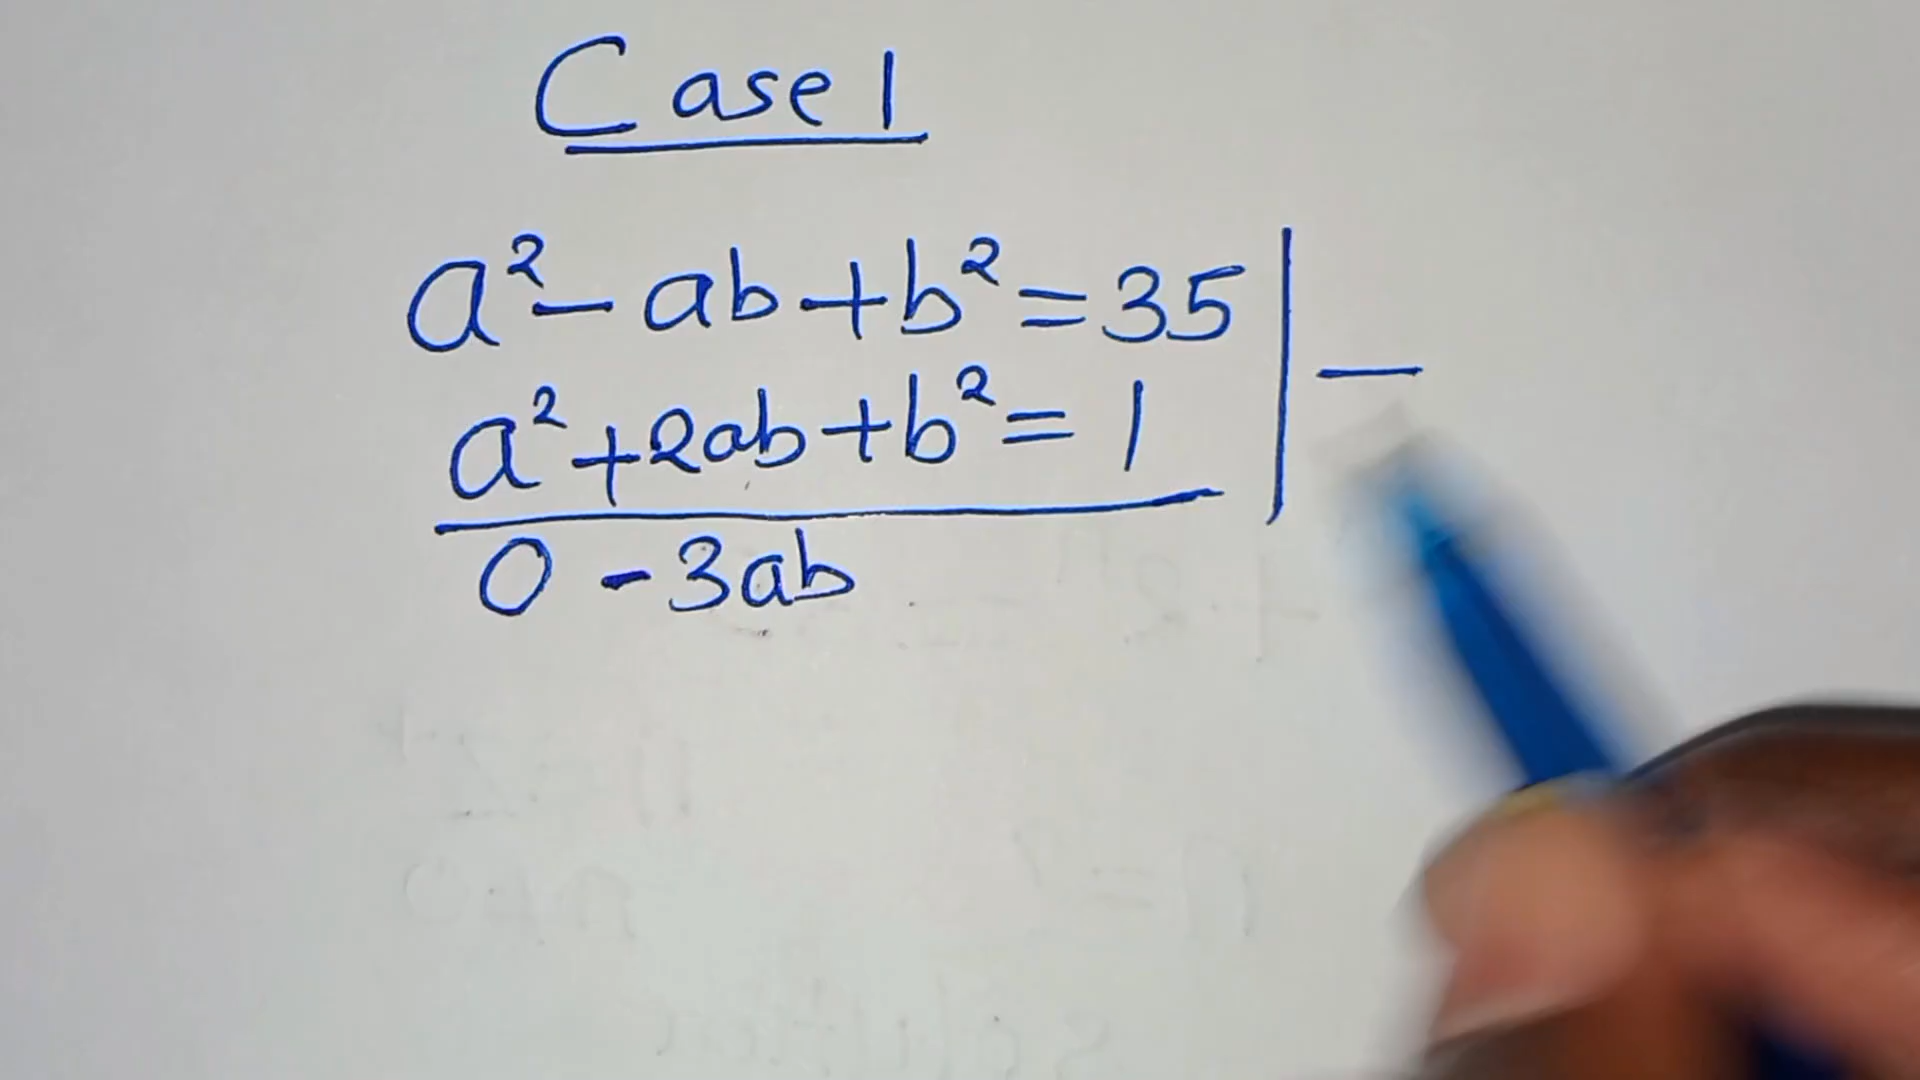 Case 1
a² - ab + b² = 35 | -
a² + 2ab + b² = 1
0 - 3ab